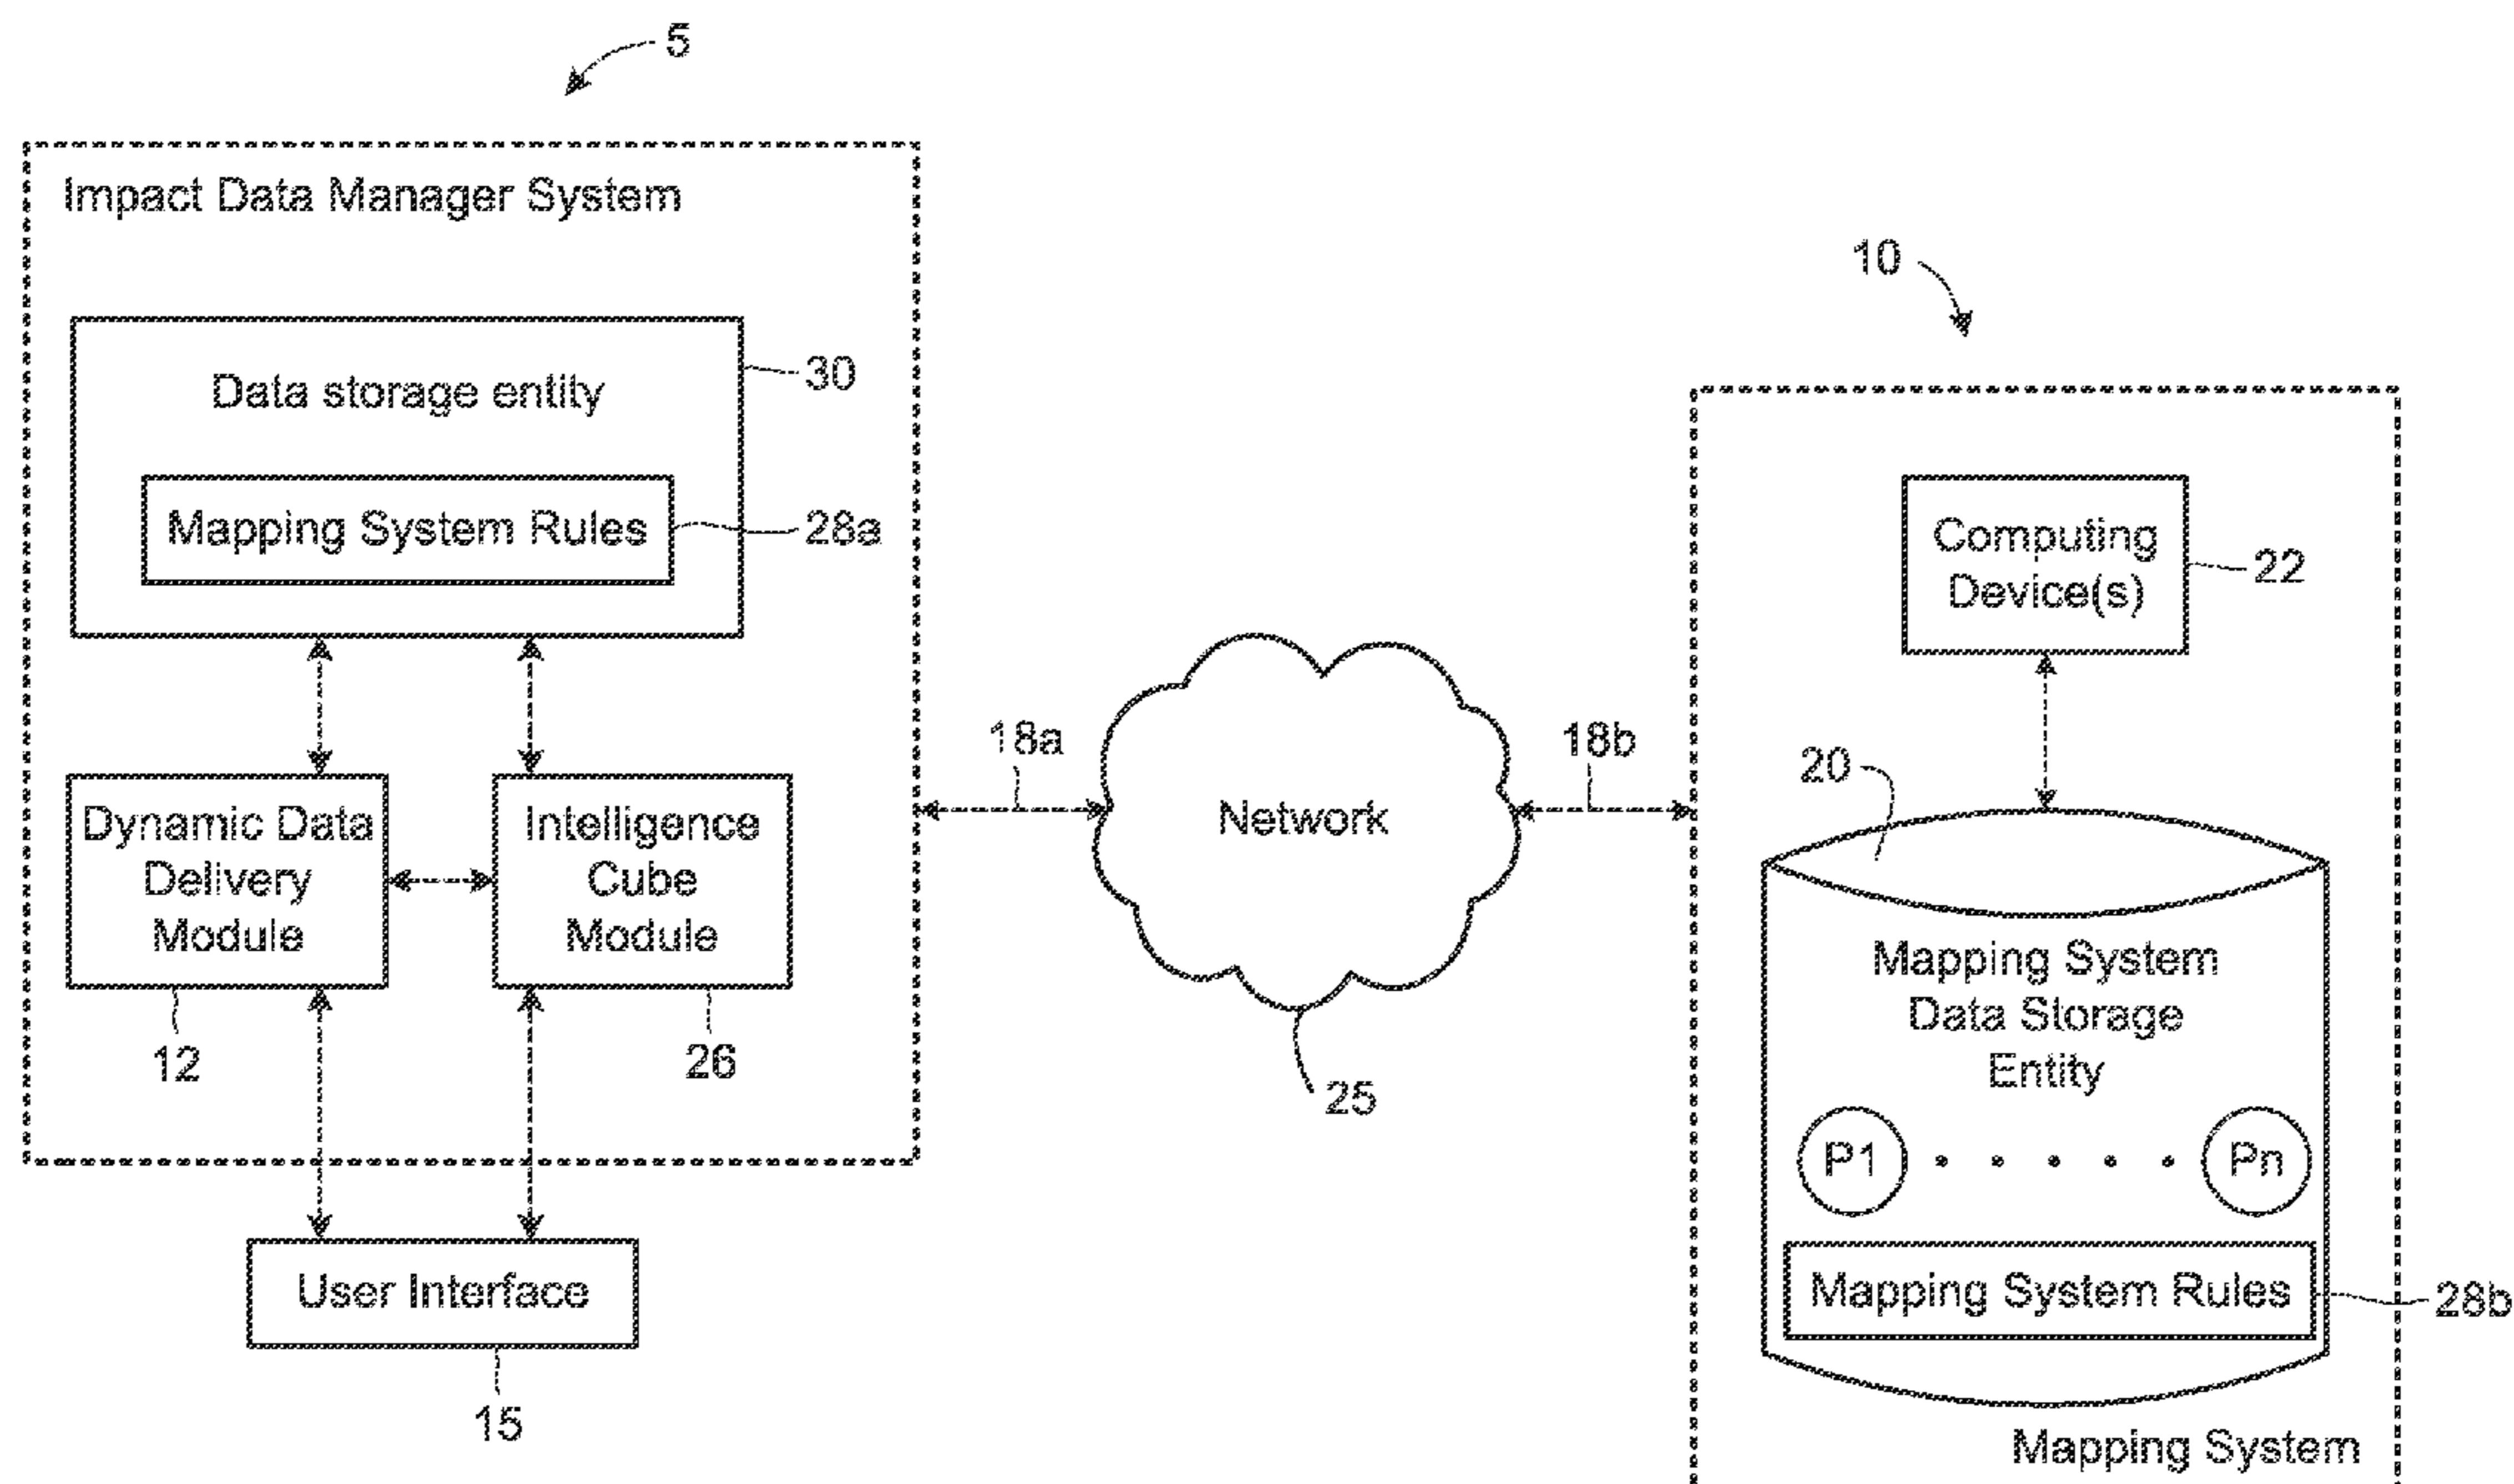 5
Impact Data Manager System
Data storage entity
30
Mapping System Rules
28a
Dynamic Data
Delivery
Module
12
Intelligence
Cube
Module
26
User Interface
15
18a
Network
25
18b
10
Computing
Device(s)
22
20
Mapping System
Data Storage
Entity
P1 . . . . . Pn
Mapping System Rules
28b
Mapping System